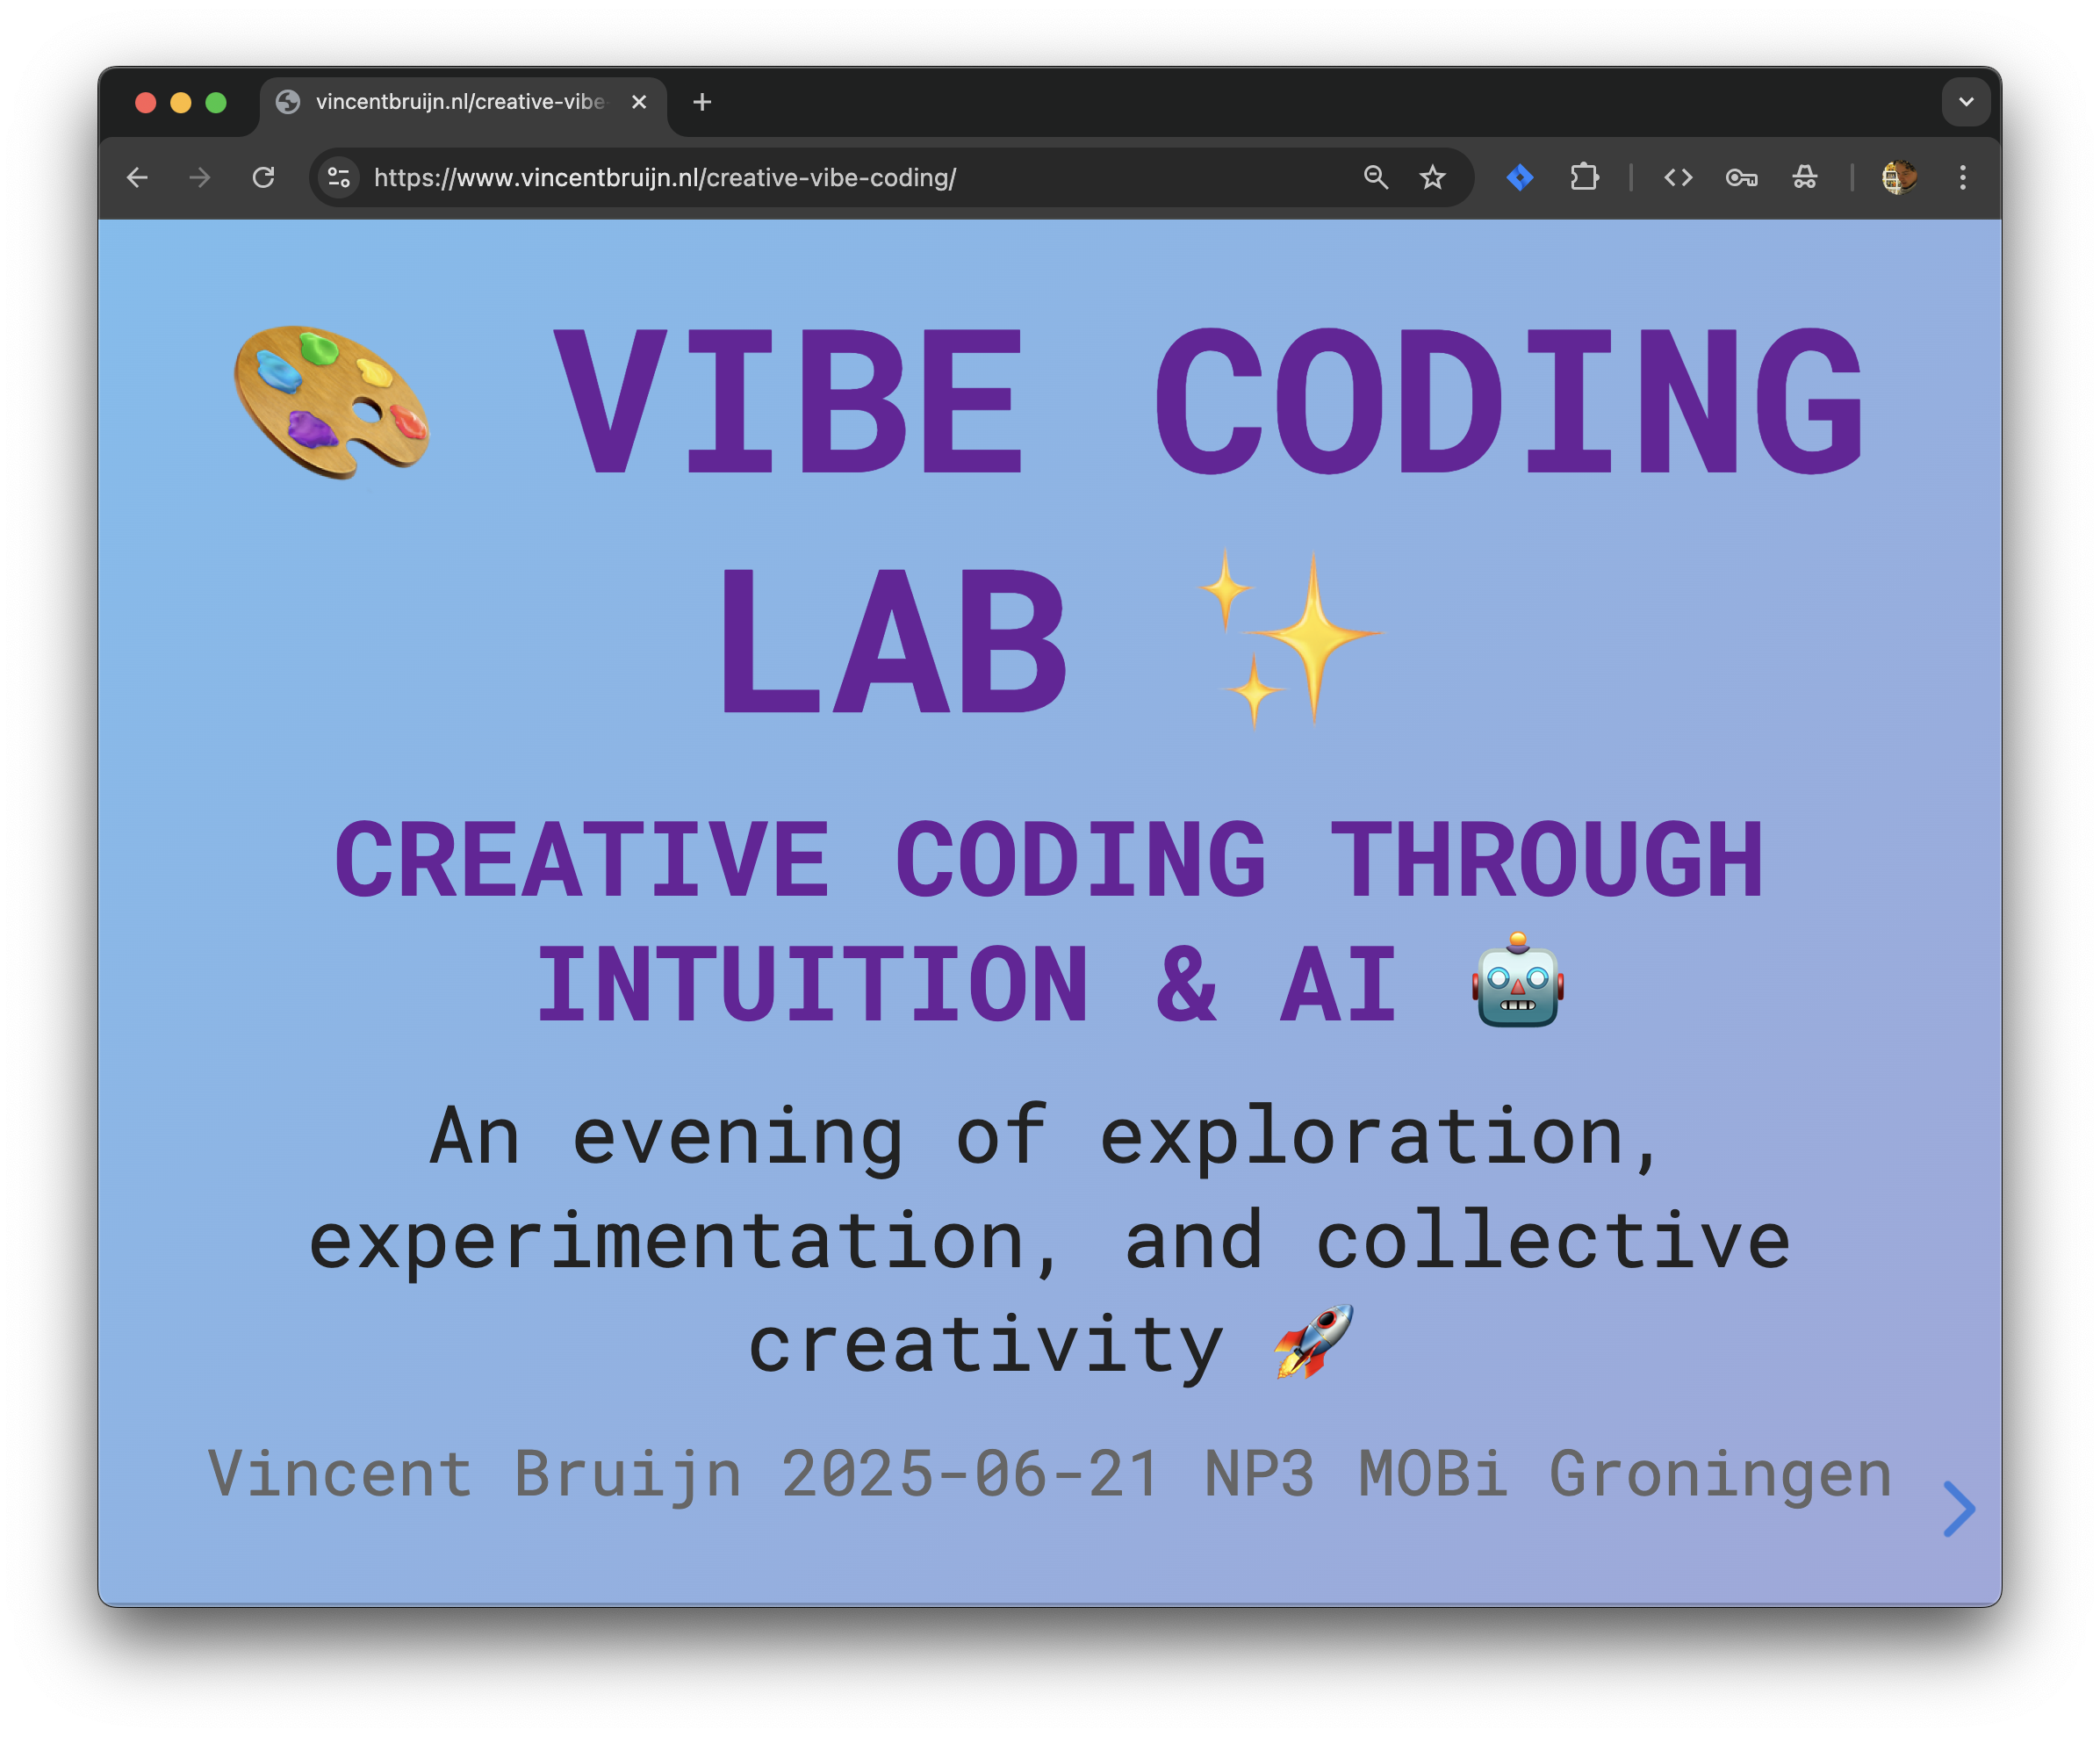 vincentbruijn.nl/creative-vibe
https://www.vincentbruijn.nl/creative-vibe-coding/
🎨 VIBE CODING
LAB ✨
CREATIVE CODING THROUGH
INTUITION & AI 🤖
An evening of exploration,
experimentation, and collective
creativity 🚀
Vincent Bruijn 2025-06-21 NP3 MOBi Groningen